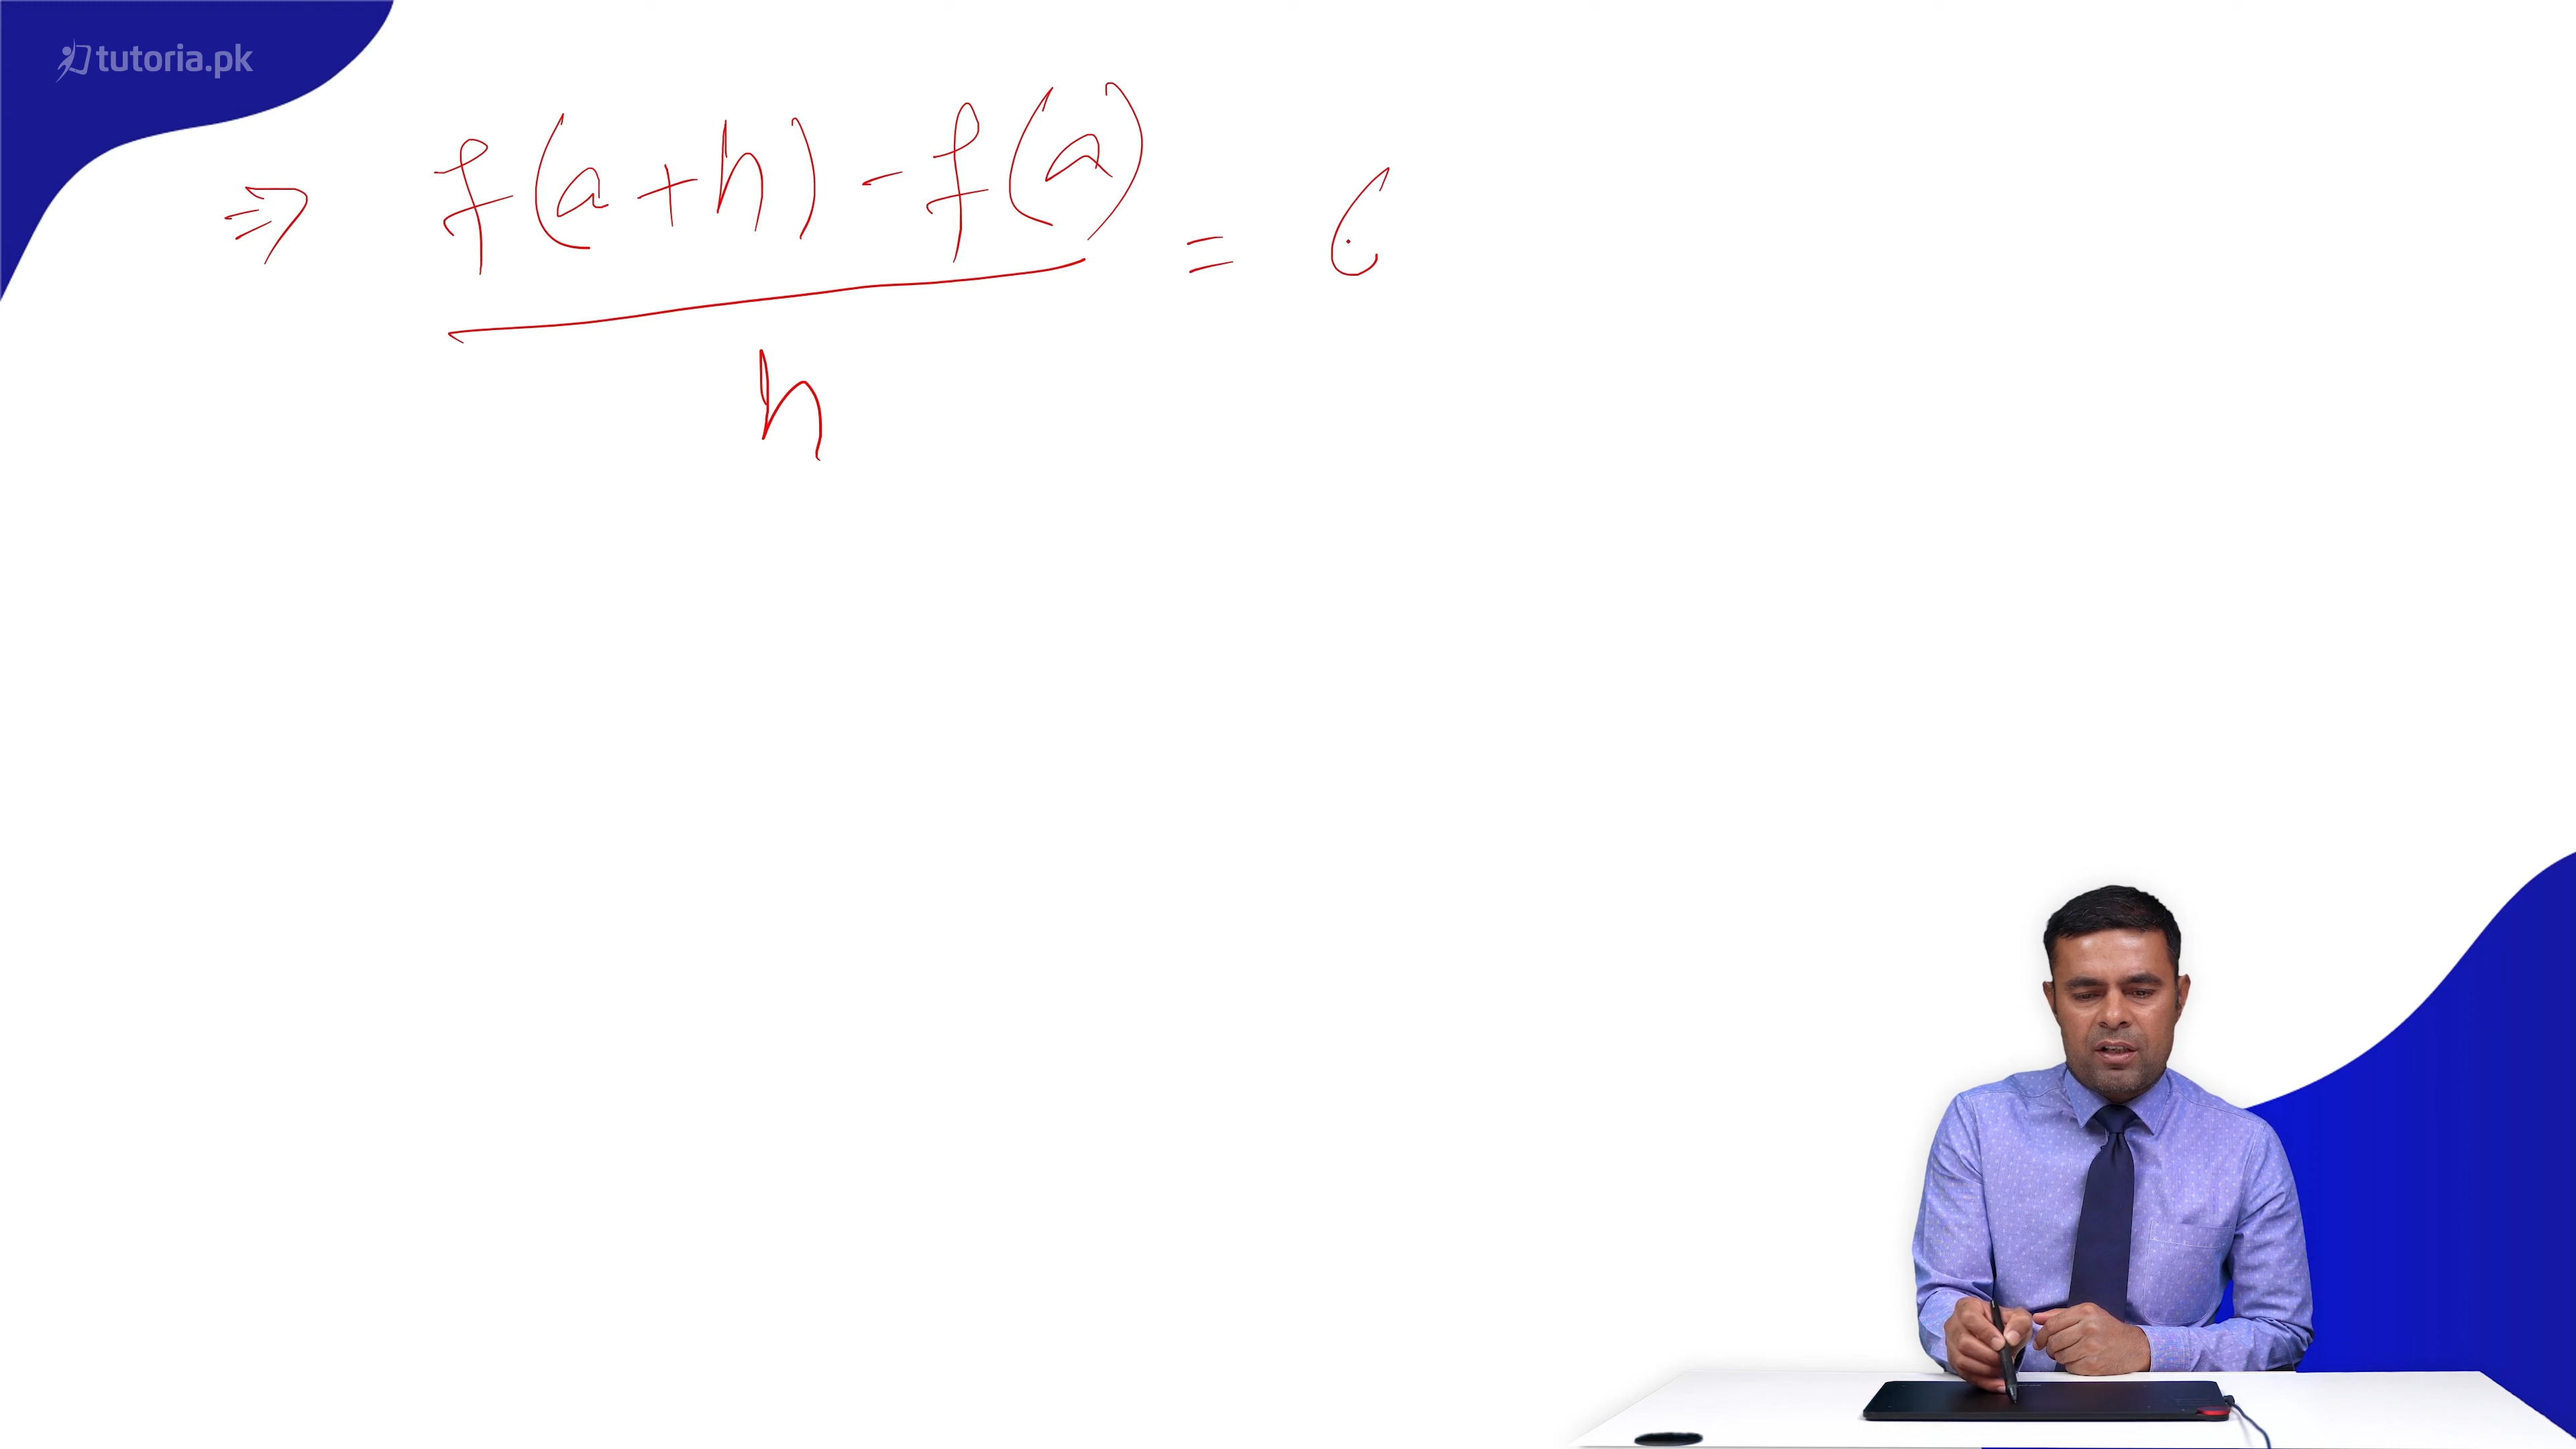 tutoria.pk
⇒ f(a+h) - f(a) =
h